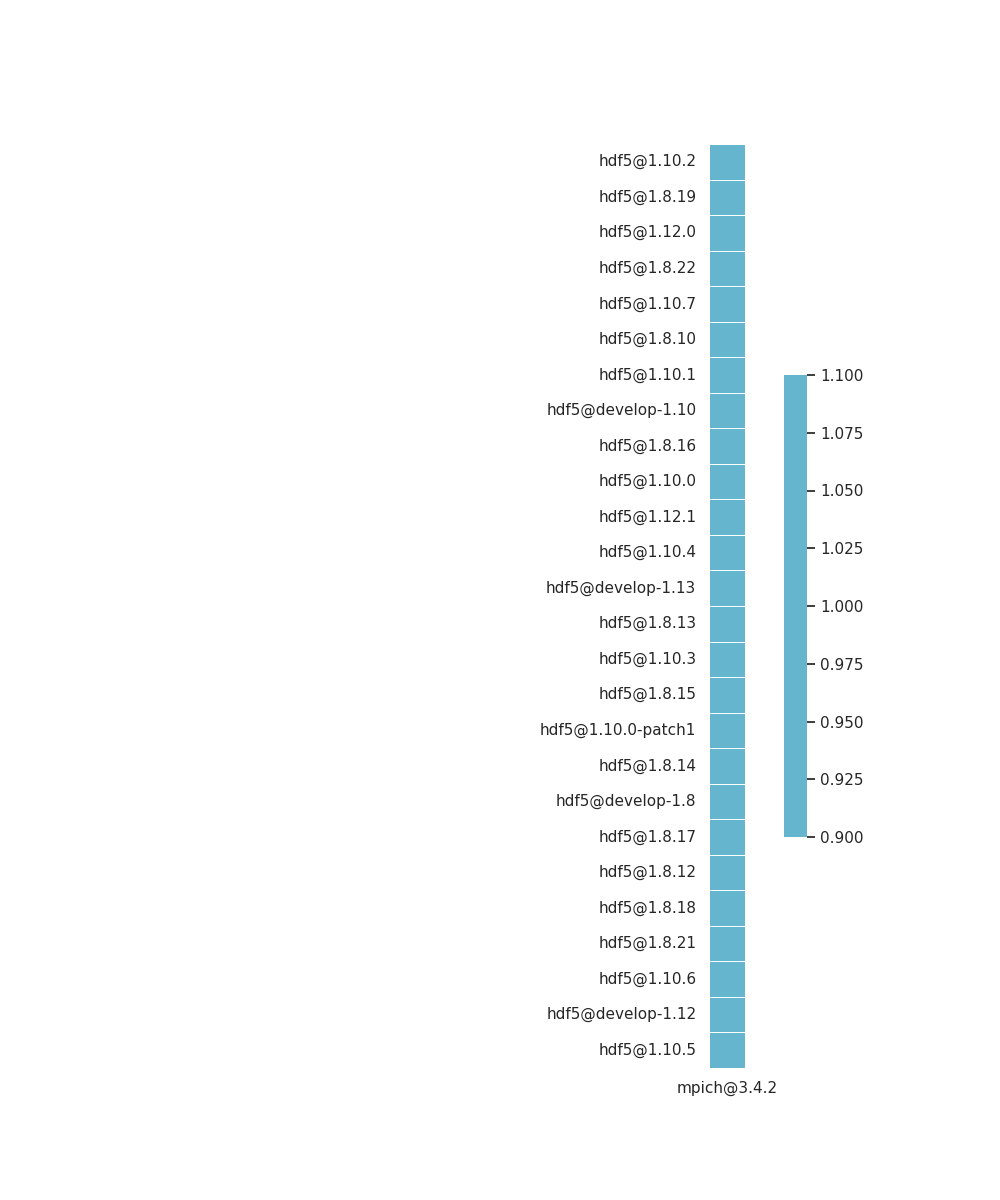 hdf5@1.10.2
hdf5@1.8.19
hdf5@1.12.0
hdf5@1.8.22
hdf5@1.10.7
hdf5@1.8.10
hdf5@1.10.1
hdf5@develop-1.10
hdf5@1.8.16
hdf5@1.10.0
hdf5@1.12.1
hdf5@1.10.4
hdf5@develop-1.13
hdf5@1.8.13
hdf5@1.10.3
hdf5@1.8.15
hdf5@1.10.0-patch1
hdf5@1.8.14
hdf5@develop-1.8
hdf5@1.8.17
hdf5@1.8.12
hdf5@1.8.18
hdf5@1.8.21
hdf5@1.10.6
hdf5@develop-1.12
hdf5@1.10.5
mpich@3.4.2
1.100
1.075
1.050
1.025
1.000
0.975
0.950
0.925
0.900